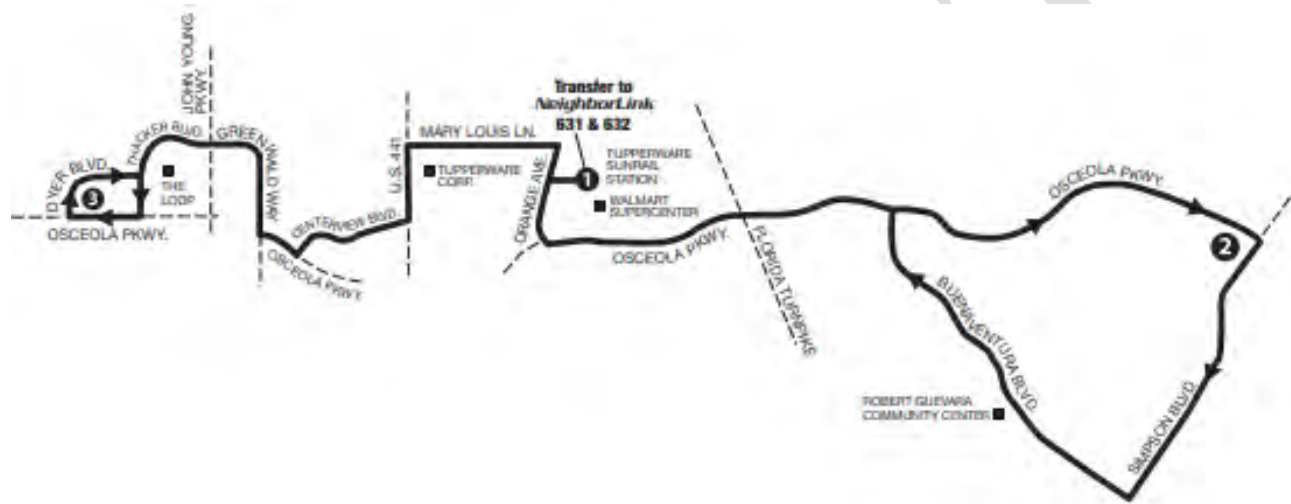 JOHN YOUNG
PKWY.
Transfer to
NeighborLink
631 & 632
THACKER BLVD.
GREENWALD WAY
U.S. 441
MARY LOUIS LN.
DYER BLVD.
3
THE
LOOP
TUPPERWARE
CORP.
ORANGE AVE.
1
TUPPERWARE
SUNRAIL
STATION
WALMART
SUPERCENTER
OSCEOLA PKWY.
OSCEOLA PKWY.
CENTERVIEW BLVD.
OSCEOLA PKWY.
OSCEOLA PKWY.
FLORIDA TURNPIKE
2
BUENAVENTURA BLVD.
ROBERT GUEVARA
COMMUNITY CENTER
SIMPSON BLVD.